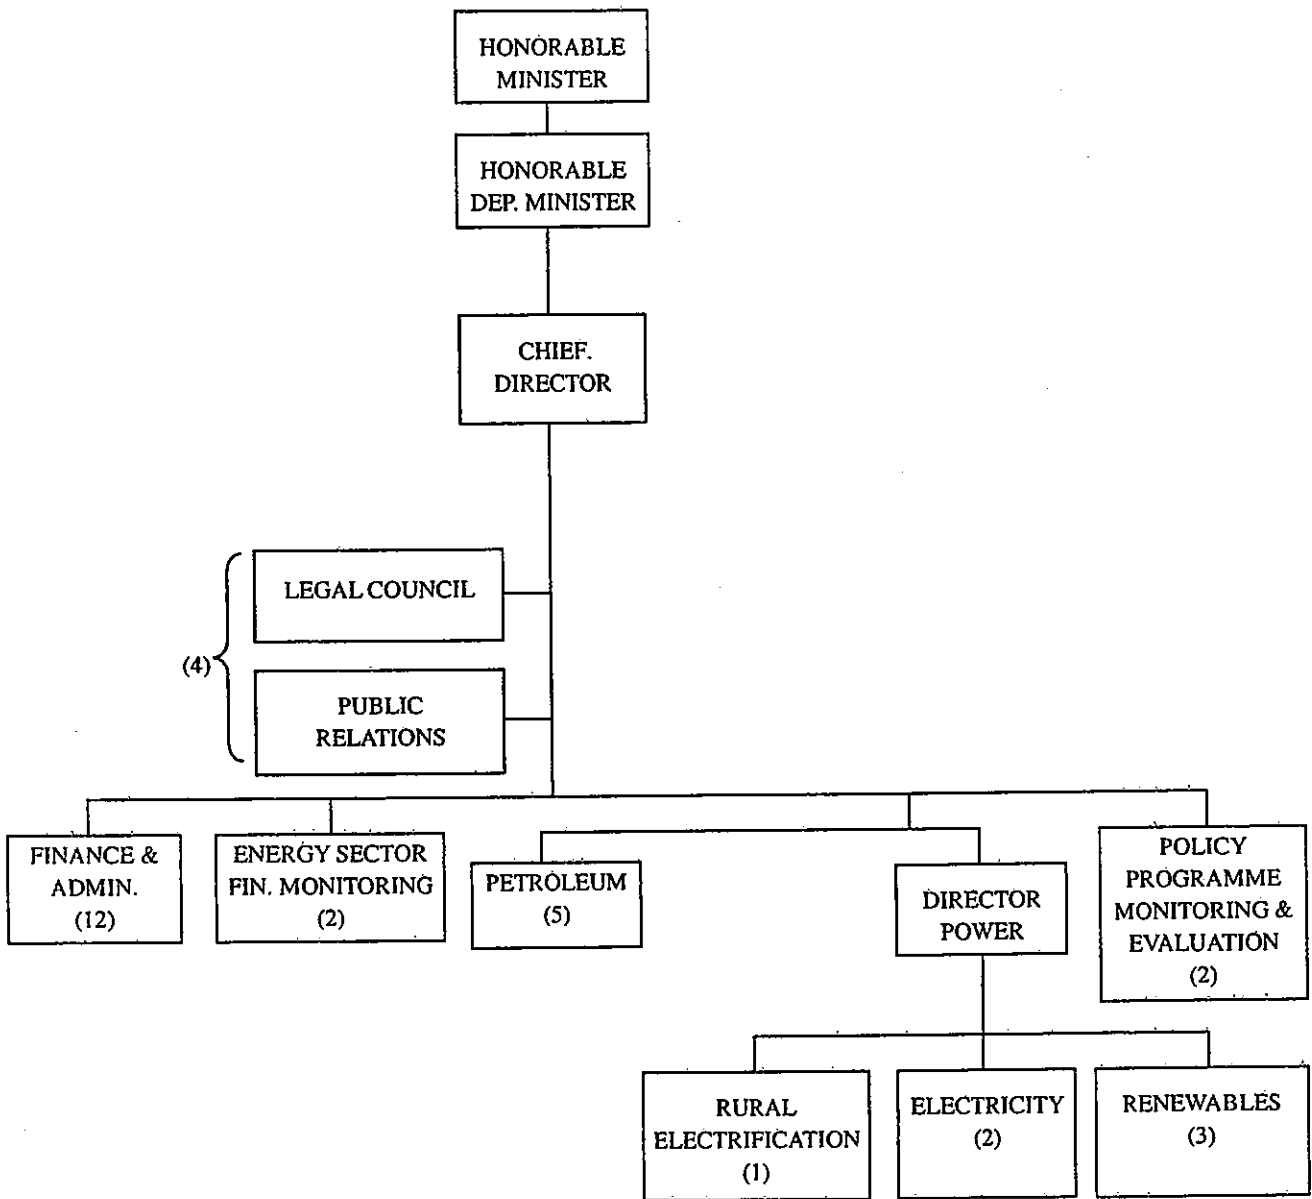 HONORABLE
MINISTER
HONORABLE
DEP. MINISTER
CHIEF.
DIRECTOR
LEGAL COUNCIL
(4)
PUBLIC
RELATIONS
FINANCE &
ADMIN.
(12)
ENERGY SECTOR
FIN. MONITORING
(2)
PETROLEUM
(5)
DIRECTOR
POWER
POLICY
PROGRAMME
MONITORING &
EVALUATION
(2)
RURAL
ELECTRIFICATION
(1)
ELECTRICITY
(2)
RENEWABLES
(3)